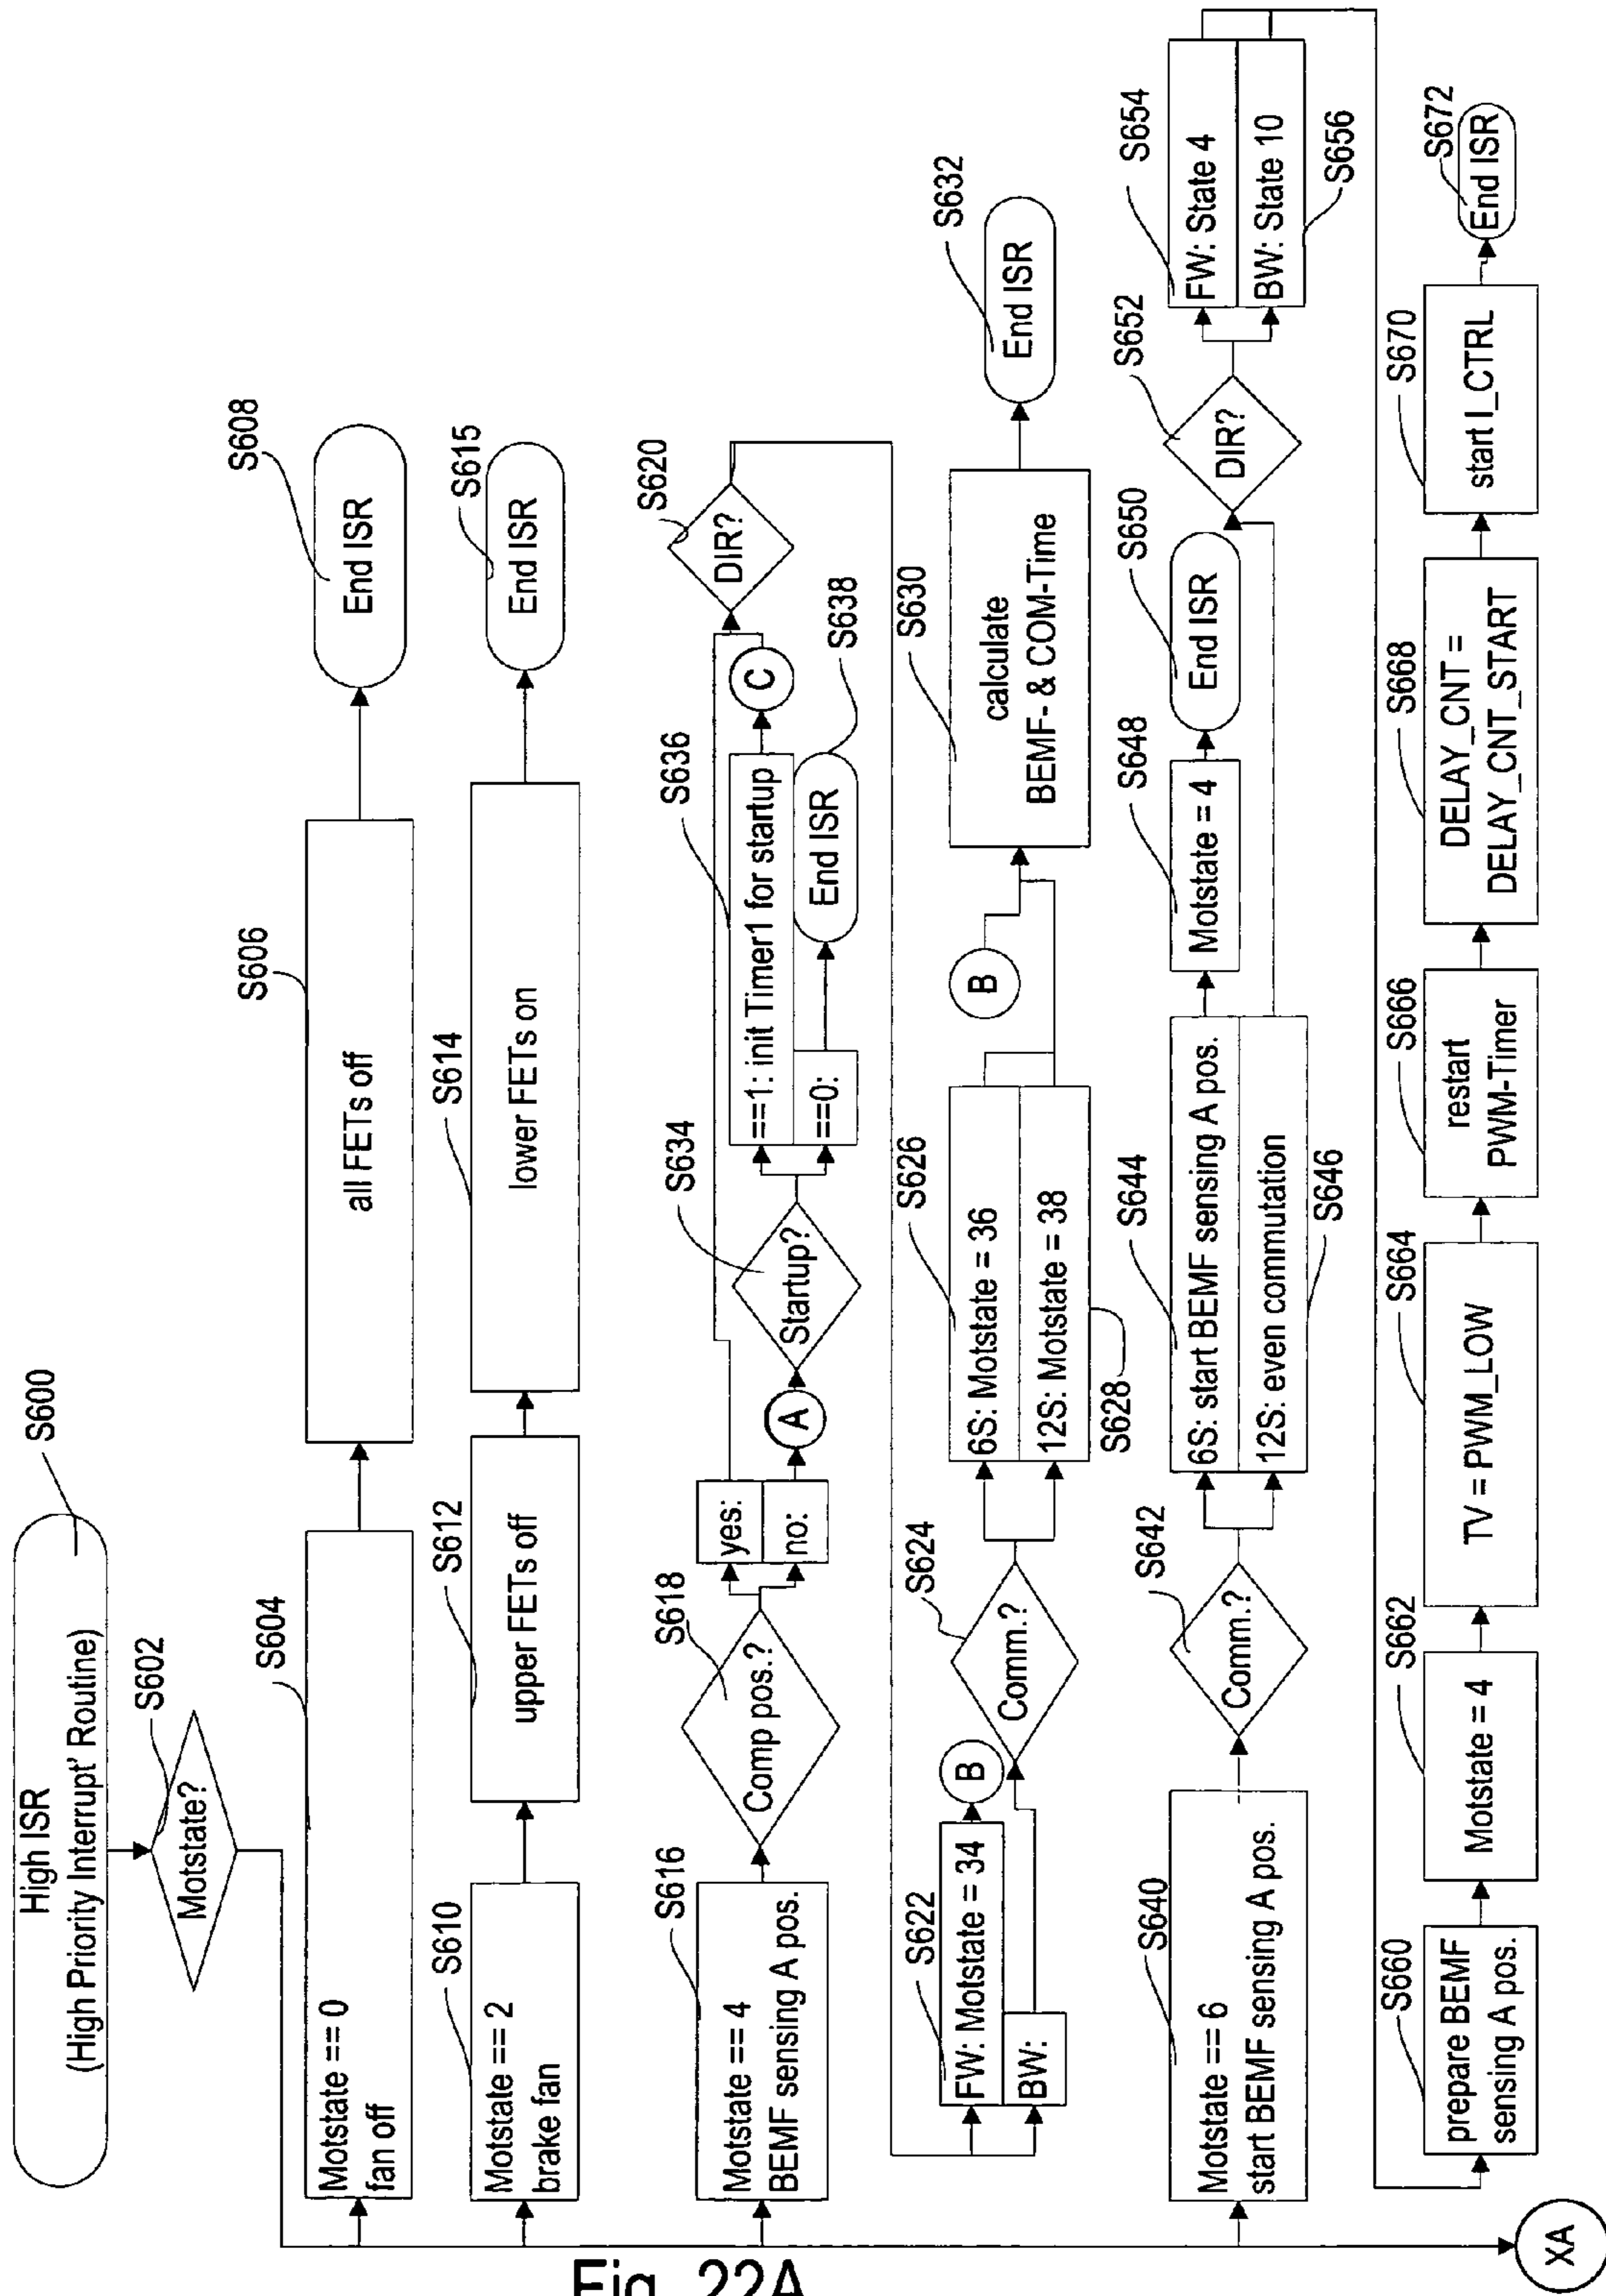 High ISR
(High Priority Interrupt' Routine)
S600
Motstate?
S602
Motstate == 0
fan off
S604
all FETs off
S606
End ISR
S608
Motstate == 2
brake fan
S610
upper FETs off
S612
lower FETs on
S614
End ISR
S615
Motstate == 4
BEMF sensing A pos.
S616
Comp pos.?
S618
yes:
no:
A
Startup?
S634
==1: init Timer1 for startup
S636
==0:
End ISR
S638
C
DIR?
S620
FW: Motstate = 34
S622
BW:
B
Comm.?
S624
6S: Motstate = 36
S626
12S: Motstate = 38
S628
B
calculate
BEMF- & COM-Time
S630
End ISR
S632
Motstate == 6
start BEMF sensing A pos.
S640
Comm.?
S642
6S: start BEMF sensing A pos.
S644
12S: even commutation
S646
Motstate = 4
S648
End ISR
S650
DIR?
S652
FW: State 4
S654
BW: State 10
S656
prepare BEMF
sensing A pos.
S660
Motstate = 4
S662
TV = PWM_LOW
S664
restart
PWM-Timer
S666
DELAY_CNT =
DELAY_CNT_START
S668
start I_CTRL
S670
End ISR
S672
XA
Fig. 22A